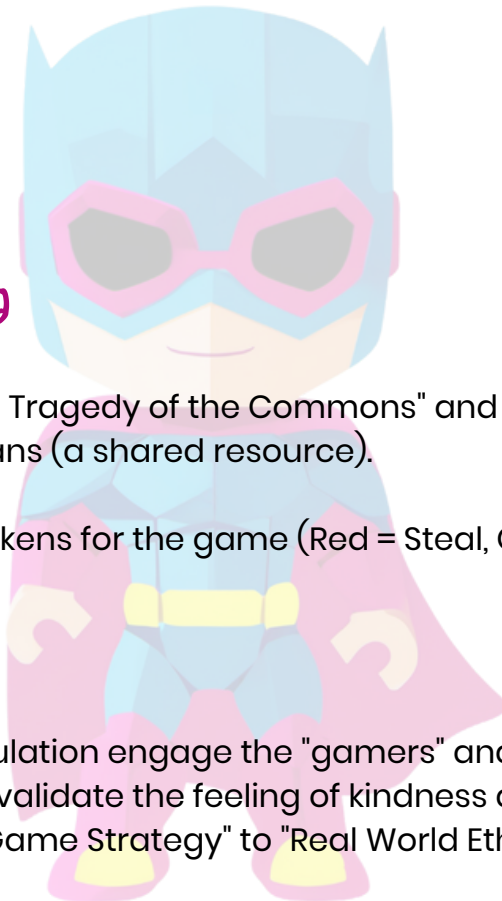 Tragedy of the Commons" and
ans (a shared resource).
kens for the game (Red = Steal,
ulation engage the "gamers" and
validate the feeling of kindness
Game Strategy" to "Real World Eth